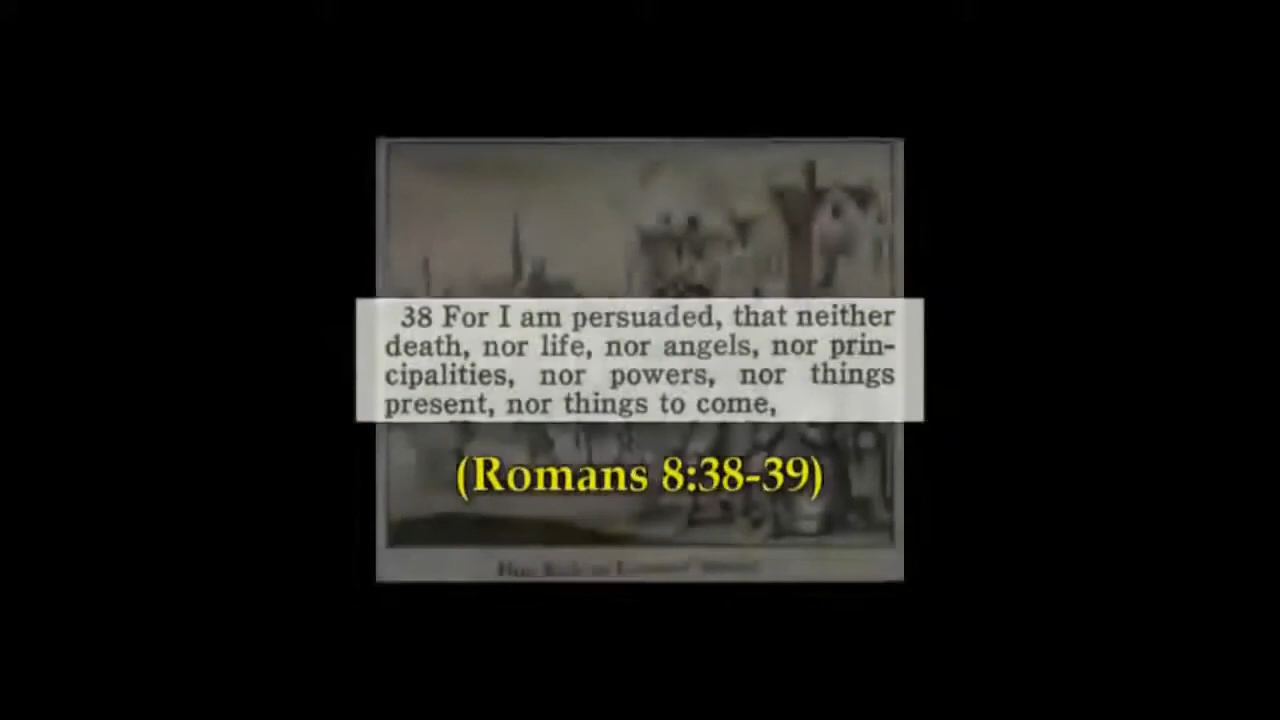 38 For I am persuaded, that neither
death, nor life, nor angels, nor prin-
cipalities, nor powers, nor things
present, nor things to come,
(Romans 8:38-39)